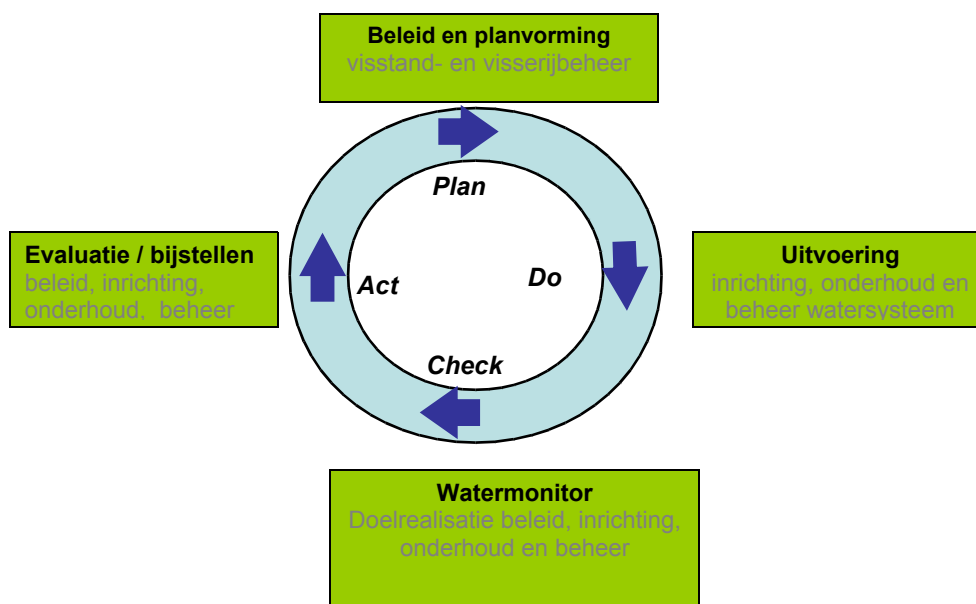 Beleid en planvorming
visstand- en visserijbeheer
Plan
Evaluatie / bijstellen
beleid, inrichting,
onderhoud, beheer
Act
Do
Uitvoering
inrichting, onderhoud en
beheer watersysteem
Check
Watermonitor
Doelrealisatie beleid, inrichting,
onderhoud en beheer